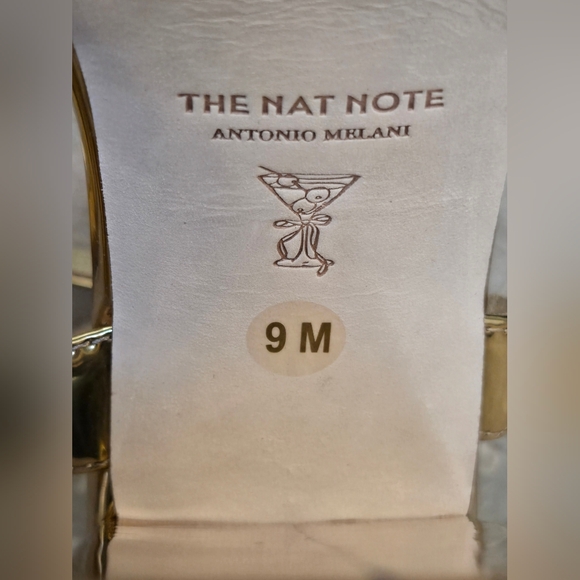 THE NAT NOTE
ANTONIO MELANI
9 M